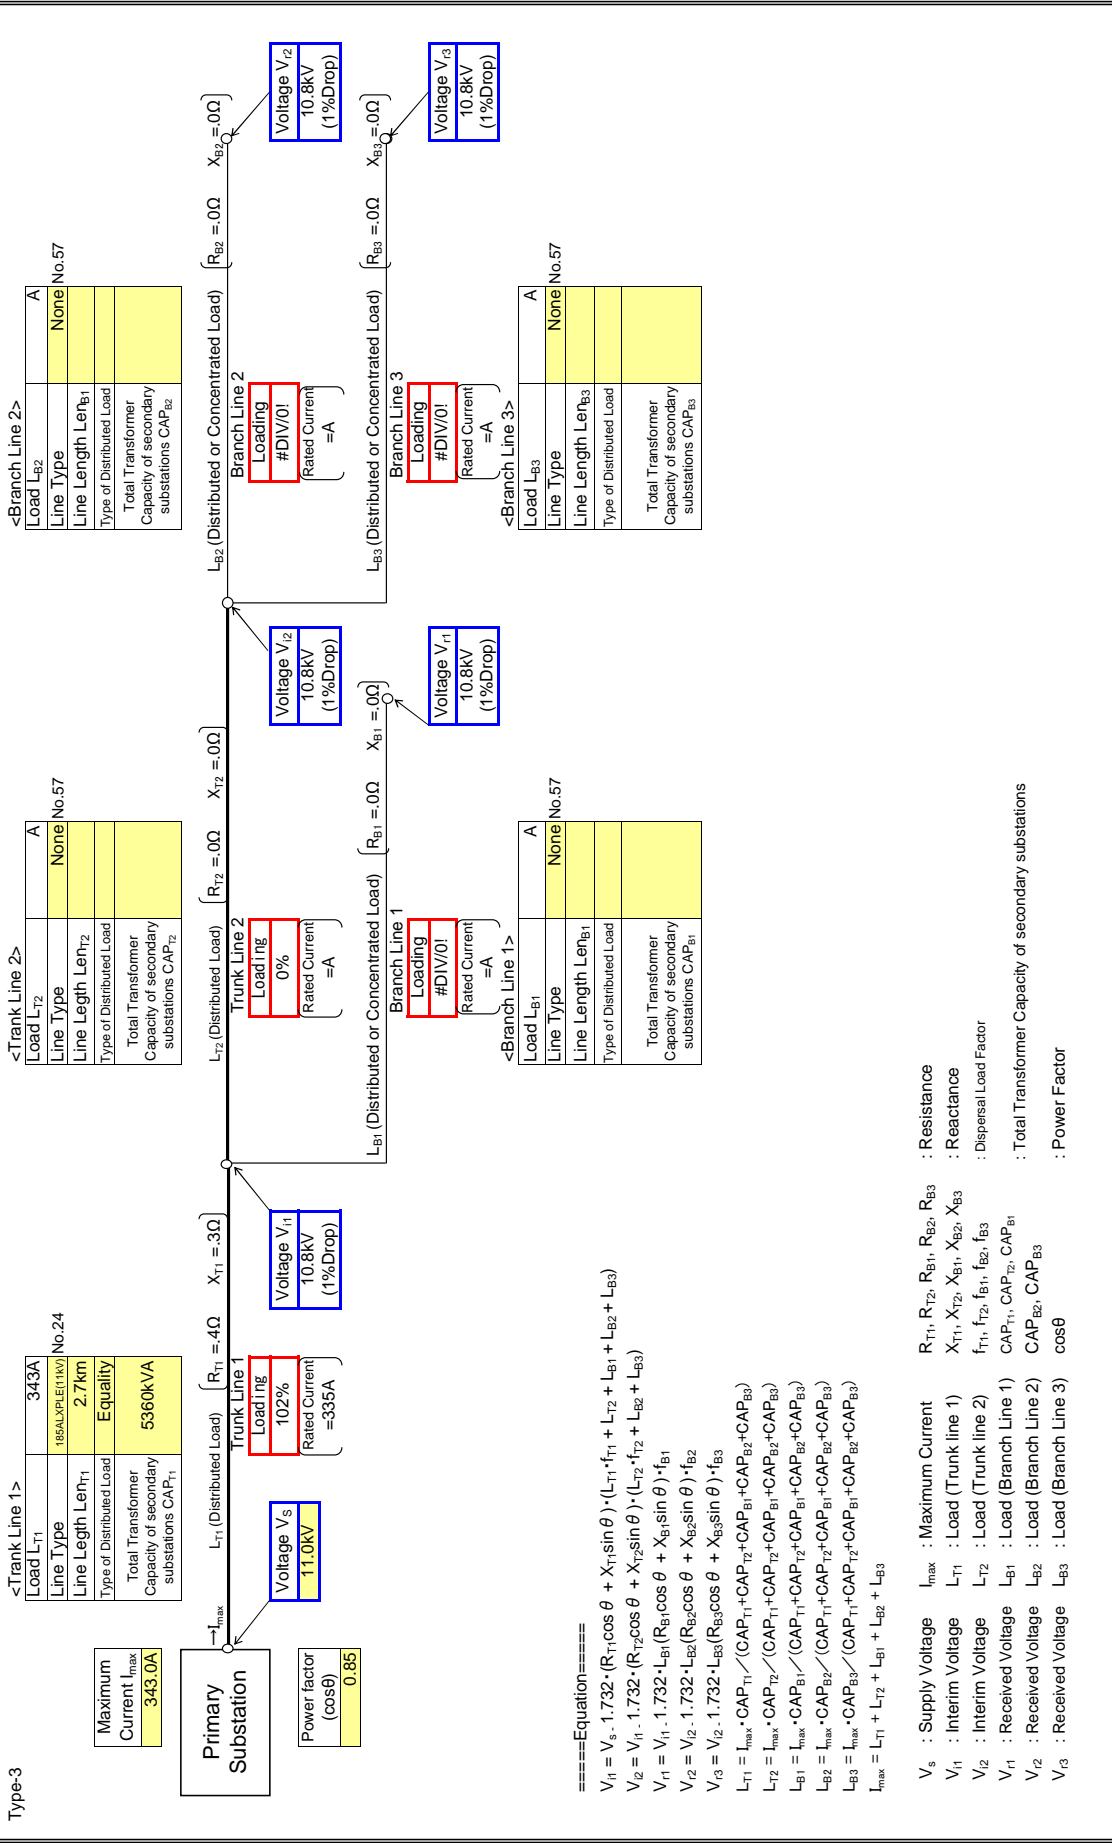 Type-3
<Trank Line 1>
Load LT1 343A
Line Type 185ALXPLE(11kV) No.24
Line Legth LenT1 2.7km
Type of Distributed Load Equality
Total Transformer
Capacity of secondary
substations CAPT1
5360kVA
<Trank Line 2>
Load LT2 A
Line Type None No.57
Line Length LenT2
Type of Distributed Load
Total Transformer
Capacity of secondary
substations CAPT2
<Branch Line 2>
Load LB2 A
Line Type None No.57
Line Length LenB1
Type of Distributed Load
Total Transformer
Capacity of secondary
substations CAPB2
Maximum
Current Imax
343.0A
Primary
Substation
→Imax
Power factor
(cosθ)
0.85
Voltage VS
11.0kV
LT1 (Distributed Load)
RT1 =.4Ω XT1 =.3Ω
Trunk Line 1
Loading
102%
Rated Current
=335A
Voltage Vi1
10.8kV
(1%Drop)
LT2 (Distributed Load)
RT2 =.0Ω XT2 =.0Ω
Trunk Line 2
Loading
0%
Rated Current
=A
Voltage Vi2
10.8kV
(1%Drop)
LB2 (Distributed or Concentrated Load)
RB2 =.0Ω XB2 =.0Ω
Branch Line 2
Loading
#DIV/0!
Rated Current
=A
Voltage Vr2
10.8kV
(1%Drop)
LB1 (Distributed or Concentrated Load)
RB1 =.0Ω XB1 =.0Ω
Branch Line 1
Loading
#DIV/0!
Rated Current
=A
Voltage Vr1
10.8kV
(1%Drop)
LB3 (Distributed or Concentrated Load)
RB3 =.0Ω XB3 =.0Ω
Branch Line 3
Loading
#DIV/0!
Rated Current
=A
Voltage Vr3
10.8kV
(1%Drop)
<Branch Line 1>
Load LB1 A
Line Type None No.57
Line Length LenB1
Type of Distributed Load
Total Transformer
Capacity of secondary
substations CAPB1
<Branch Line 3>
Load LB3 A
Line Type None No.57
Line Length LenB3
Type of Distributed Load
Total Transformer
Capacity of secondary
substations CAPB3
=====Equation=====
Vi1 = Vs - 1.732・(RT1cos θ + XT1sin θ)・(LT1・fT1 + LT2 + LB1 + LB2 + LB3)
Vi2 = Vi1 - 1.732・(RT2cos θ + XT2sin θ)・(LT2・fT2 + LB2 + LB3)
Vr1 = Vi1 - 1.732・LB1(RB1cos θ + XB1sin θ)・fB1
Vr2 = Vi2 - 1.732・LB2(RB2cos θ + XB2sin θ)・fB2
Vr3 = Vi2 - 1.732・LB3(RB3cos θ + XB3sin θ)・fB3
LT1 = Imax・CAPT1／(CAPT1+CAPT2+CAPB1+CAPB2+CAPB3)
LT2 = Imax・CAPT2／(CAPT1+CAPT2+CAPB1+CAPB2+CAPB3)
LB1 = Imax・CAPB1／(CAPT1+CAPT2+CAPB1+CAPB2+CAPB3)
LB2 = Imax・CAPB2／(CAPT1+CAPT2+CAPB1+CAPB2+CAPB3)
LB3 = Imax・CAPB3／(CAPT1+CAPT2+CAPB1+CAPB2+CAPB3)
Imax = LT1 + LT2 + LB1 + LB2 + LB3
Vs : Supply Voltage Imax : Maximum Current RT1, RT2, RB1, RB2, RB3 : Resistance
Vi1 : Interim Voltage LT1 : Load (Trunk line 1) XT1, XT2, XB1, XB2, XB3 : Reactance
Vi2 : Interim Voltage LT2 : Load (Trunk line 2) fT1, fT2, fB1, fB2, fB3 : Dispersal Load Factor
Vr1 : Received Voltage LB1 : Load (Branch Line 1) CAPT1, CAPT2, CAPB1 : Total Transformer Capacity of secondary substations
Vr2 : Received Voltage LB2 : Load (Branch Line 2) CAPB2, CAPB3
Vr3 : Received Voltage LB3 : Load (Branch Line 3) cosθ : Power Factor